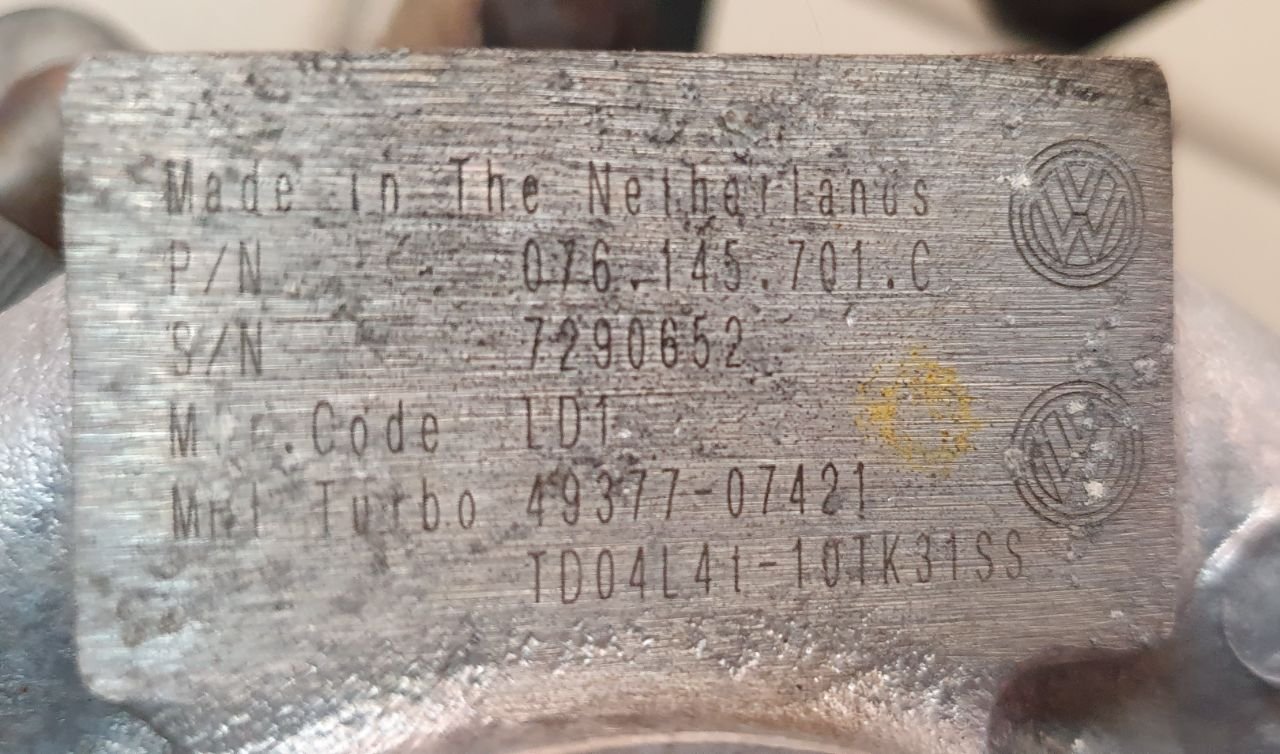 Made in The Netherlands
P/N 076.145.701.C
S/N 7290652
Code LD1
Turbo 49377-07421
TD04L4t-10TK31SS